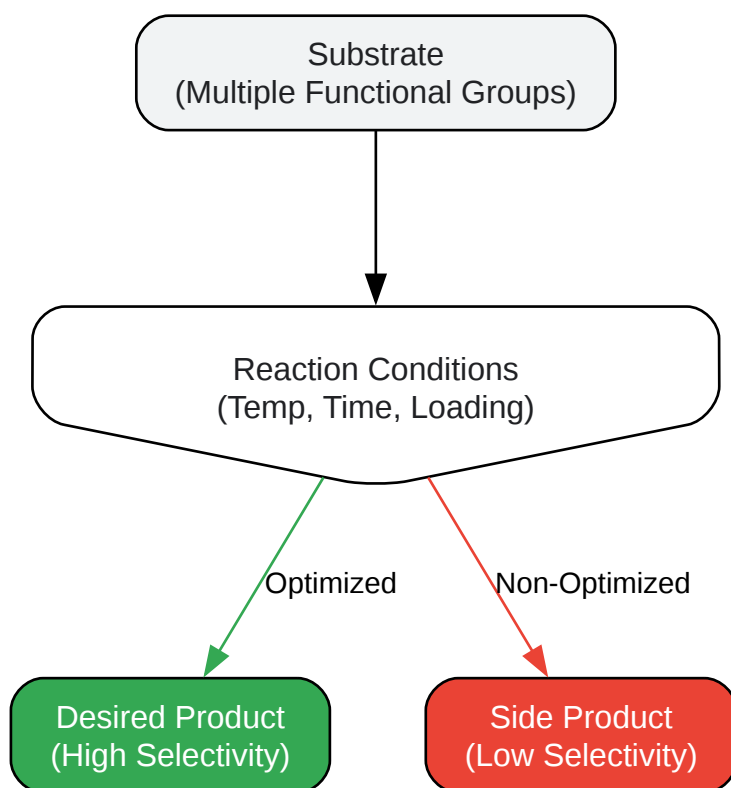 Substrate
(Multiple Functional Groups)
Reaction Conditions
(Temp, Time, Loading)
Optimized
Non-Optimized
Desired Product
(High Selectivity)
Side Product
(Low Selectivity)